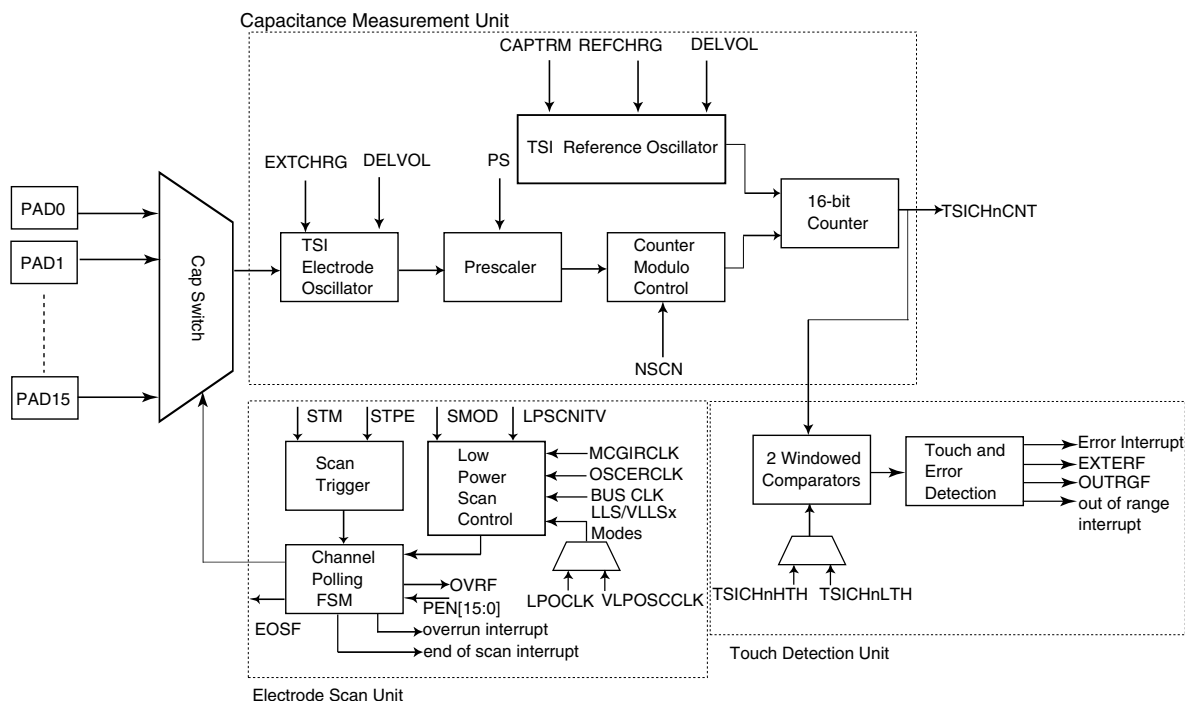 Capacitance Measurement Unit
CAPTRM REFCHRG DELVOL
TSI Reference Oscillator
EXTCHRG DELVOL
PS
PAD0
PAD1
PAD15
Cap Switch
TSI
Electrode
Oscillator
Prescaler
Counter
Modulo
Control
16-bit
Counter
TSICHnCNT
NSCN
STM STPE SMOD LPSCNITV
Scan
Trigger
Low
Power
Scan
Control
MCGIRCLK
OSCERCLK
BUS CLK
LLS/VLLSx
Modes
LPOCLK VLPOSCCLK
Channel
Polling
FSM
OVRF
PEN[15:0]
EOSF
overrun interrupt
end of scan interrupt
Electrode Scan Unit
2 Windowed
Comparators
Touch and
Error
Detection
Error Interrupt
EXTERF
OUTRGF
out of range
interrupt
TSICHnHTH TSICHnLTH
Touch Detection Unit